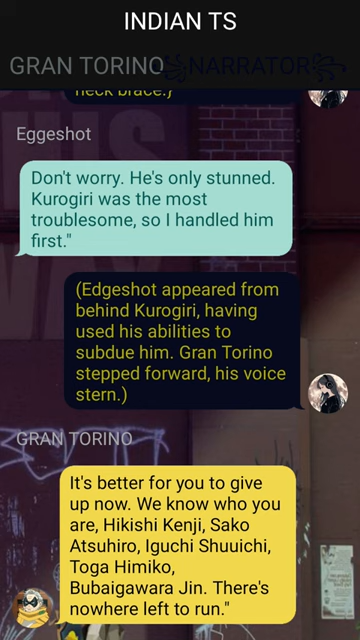 INDIAN TS
GRAN TORINO꧁NARRATOR꧂
neck brace.}
Eggeshot
Don't worry. He's only stunned.
Kurogiri was the most
troublesome, so I handled him
first."
(Edgeshot appeared from
behind Kurogiri, having
used his abilities to
subdue him. Gran Torino
stepped forward, his voice
stern.)
GRAN TORINO
It's better for you to give
up now. We know who you
are, Hikishi Kenji, Sako
Atsuhiro, Iguchi Shuuichi,
Toga Himiko,
Bubaigawara Jin. There's
nowhere left to run."